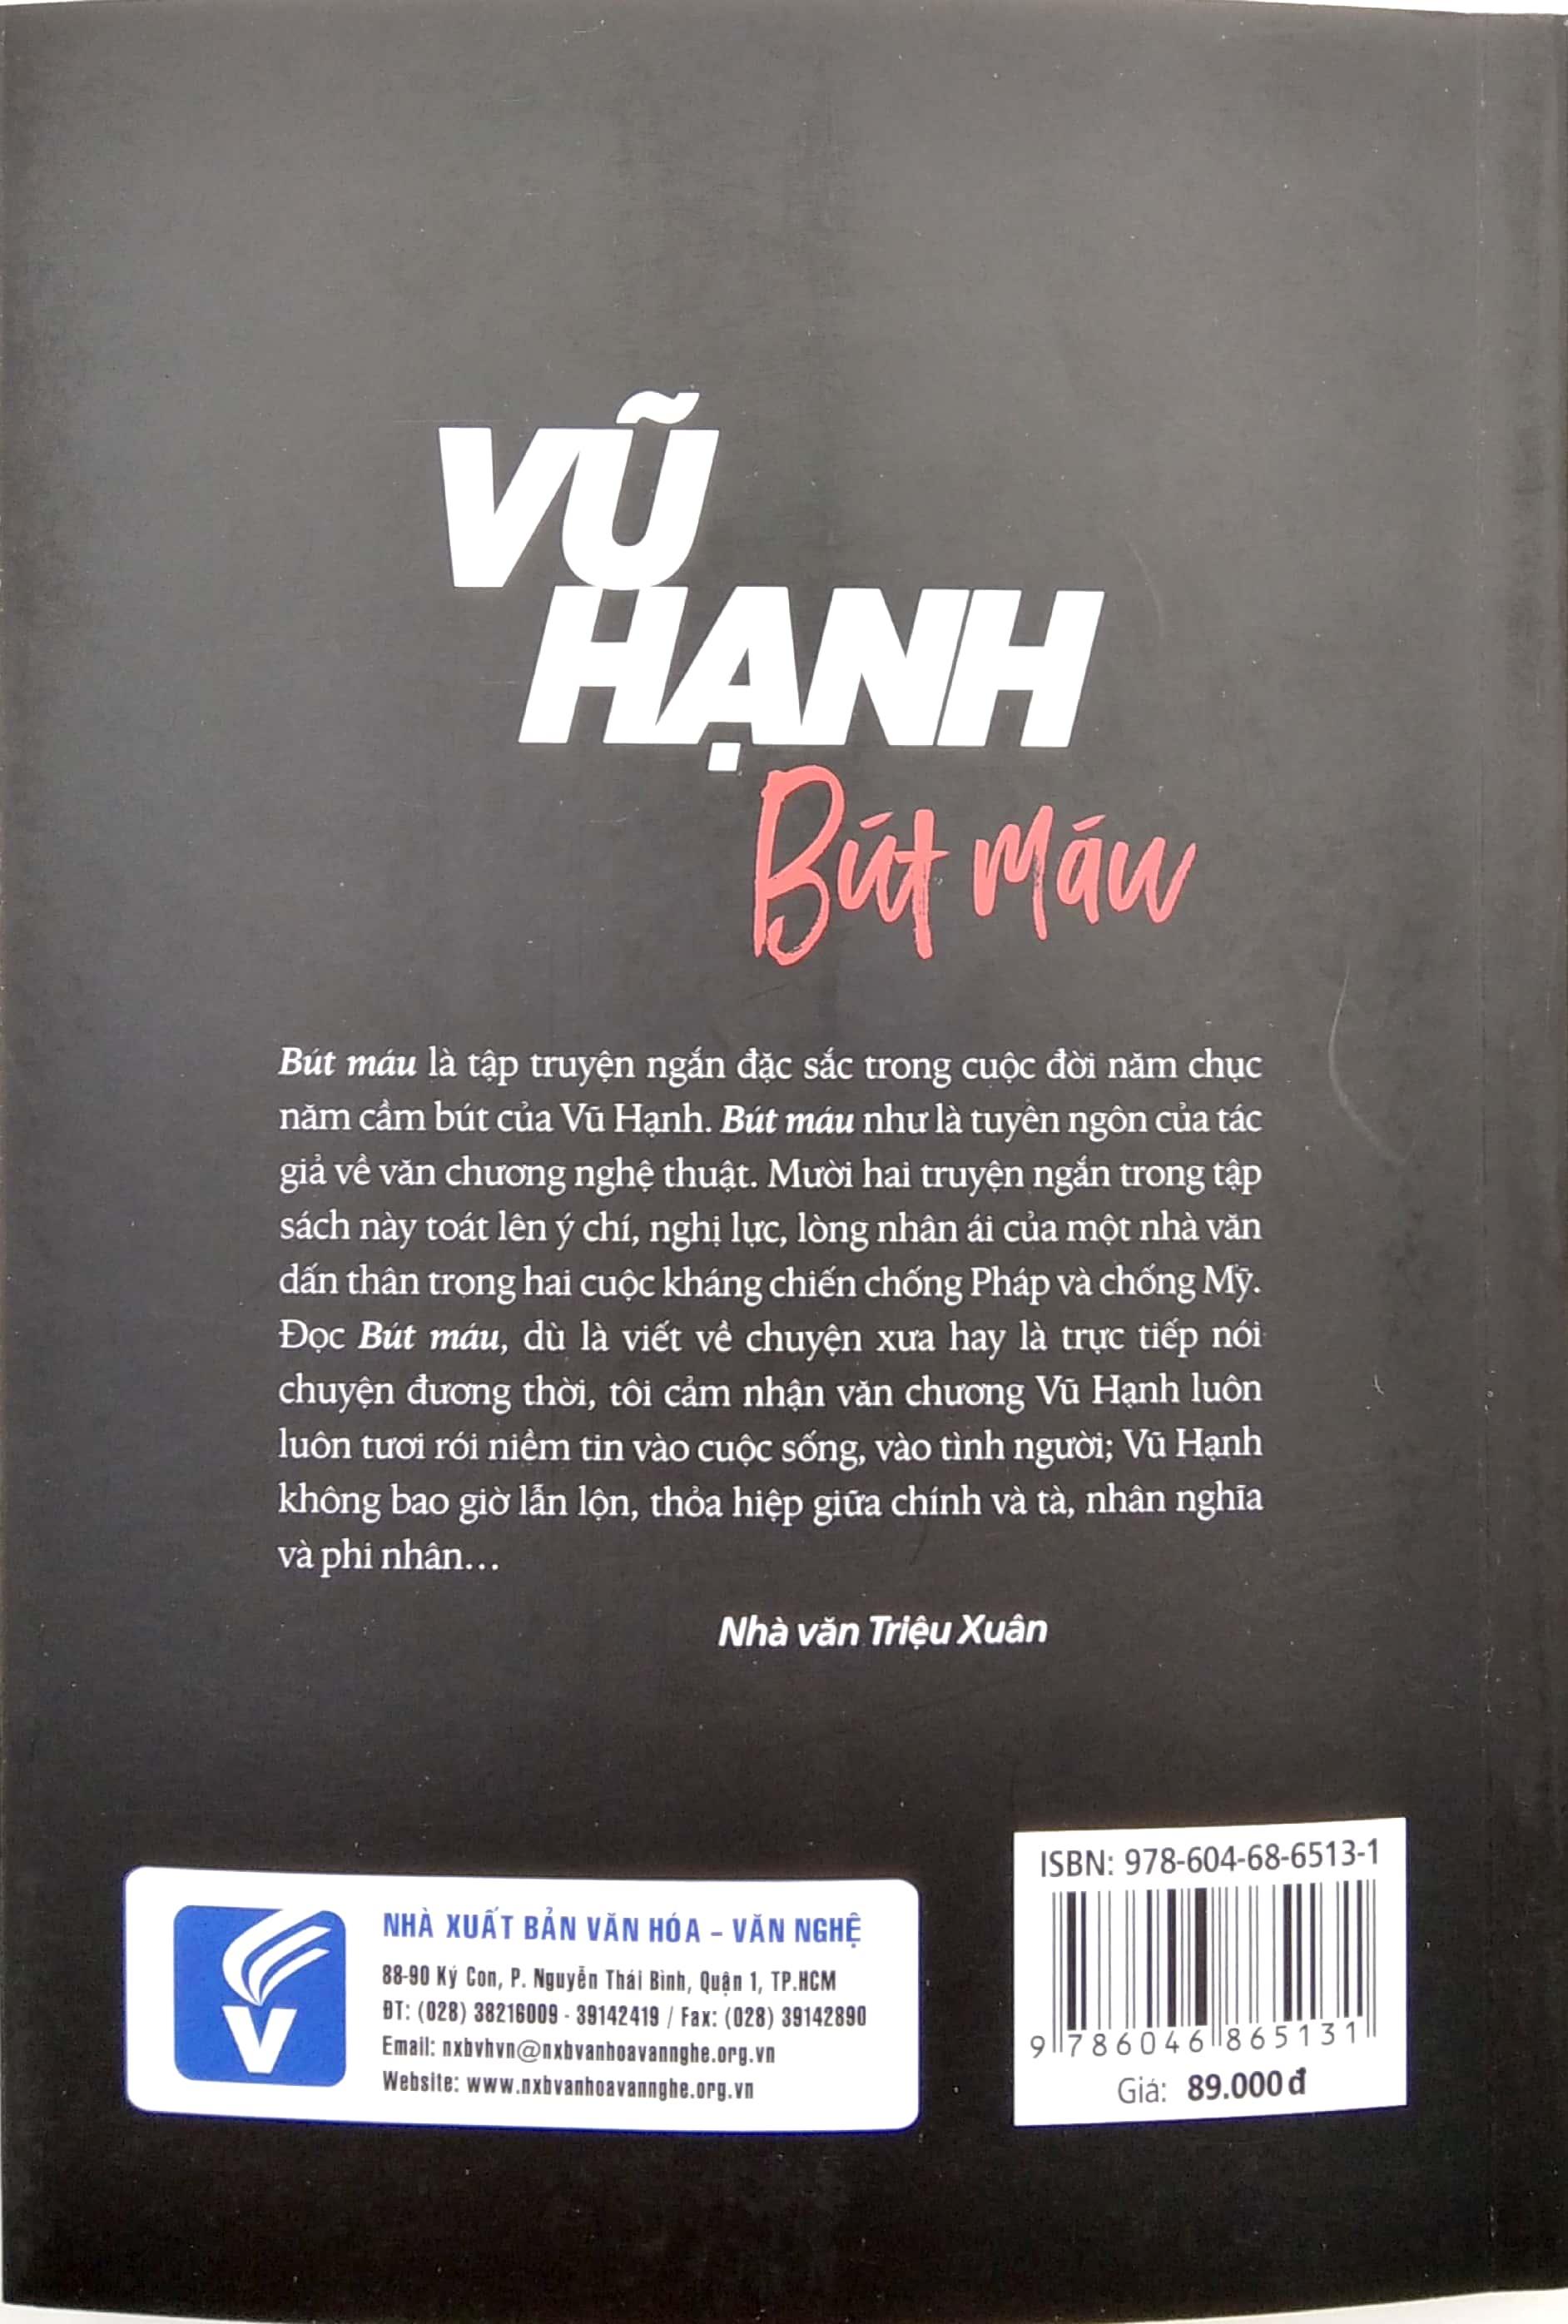 VŨ
HẠNH
Bút máu
Bút máu là tập truyện ngắn đặc sắc trong cuộc đời năm chục
năm cầm bút của Vũ Hạnh. Bút máu như là tuyên ngôn của tác
giả về văn chương nghệ thuật. Mười hai truyện ngắn trong tập
sách này toát lên ý chí, nghị lực, lòng nhân ái của một nhà văn
dấn thân trong hai cuộc kháng chiến chống Pháp và chống Mỹ.
Đọc Bút máu, dù là viết về chuyện xưa hay là trực tiếp nói
chuyện đương thời, tôi cảm nhận văn chương Vũ Hạnh luôn
luôn tươi rói niềm tin vào cuộc sống, vào tình người; Vũ Hạnh
không bao giờ lẫn lộn, thỏa hiệp giữa chính và tà, nhân nghĩa
và phi nhân...
Nhà văn Triệu Xuân
NHÀ XUẤT BẢN VĂN HÓA – VĂN NGHỆ
88-90 Ký Con, P. Nguyễn Thái Bình, Quận 1, TP.HCM
ĐT: (028) 38216009 - 39142419 / Fax: (028) 39142890
Email: nxbvhvn@nxbvanhoavannghe.org.vn
Website: www.nxbvanhoavannghe.org.vn
V
ISBN: 978-604-68-6513-1
9 786046 865131
Giá: 89.000 đ